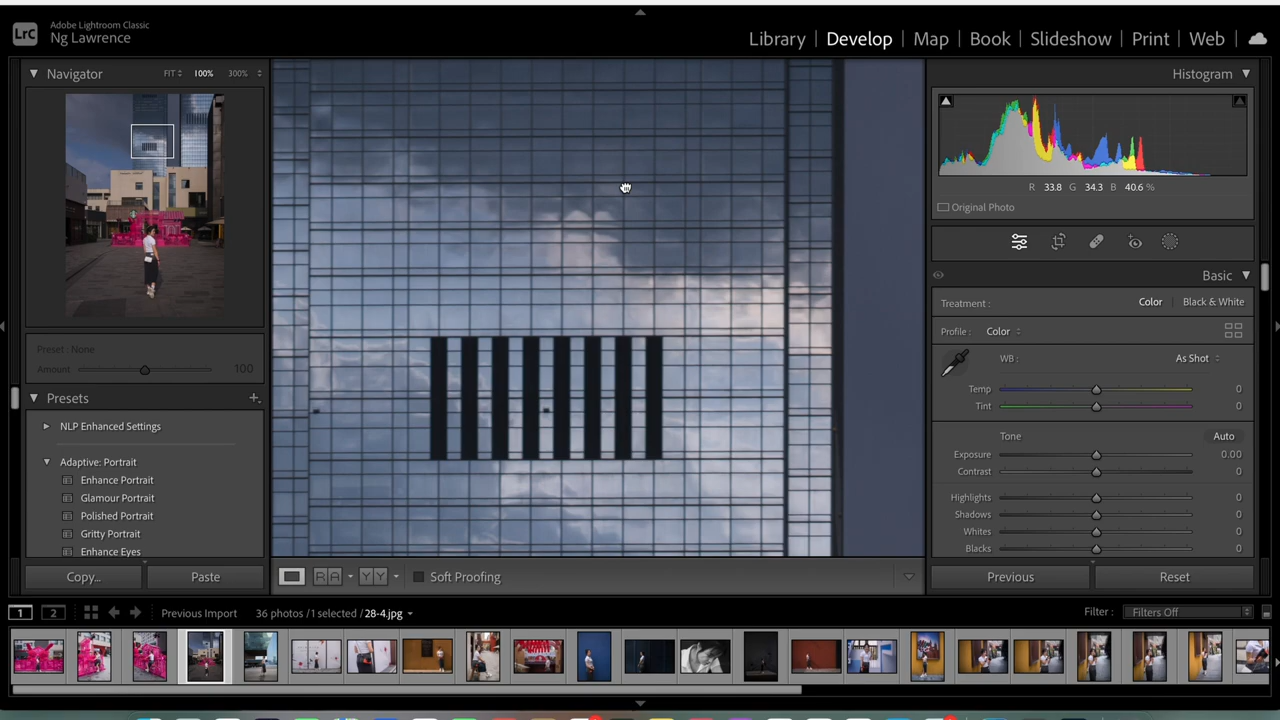 LrC
Adobe Lightroom Classic
Ng Lawrence
Library | Develop | Map | Book | Slideshow | Print | Web
Navigator FIT 100% 300%
Preset : None
Amount 100
Presets
NLP Enhanced Settings
Adaptive: Portrait
Enhance Portrait
Glamour Portrait
Polished Portrait
Gritty Portrait
Enhance Eyes
Copy... Paste
Soft Proofing
Histogram
R 33.8 G 34.3 B 40.6 %
Original Photo
Basic
Treatment : Color Black & White
Profile : Color
WB : As Shot
Temp 0
Tint 0
Tone Auto
Exposure 0.00
Contrast 0
Highlights 0
Shadows 0
Whites 0
Blacks 0
Previous Reset
1 2 Previous Import 36 photos / 1 selected / 28-4.jpg Filter : Filters Off